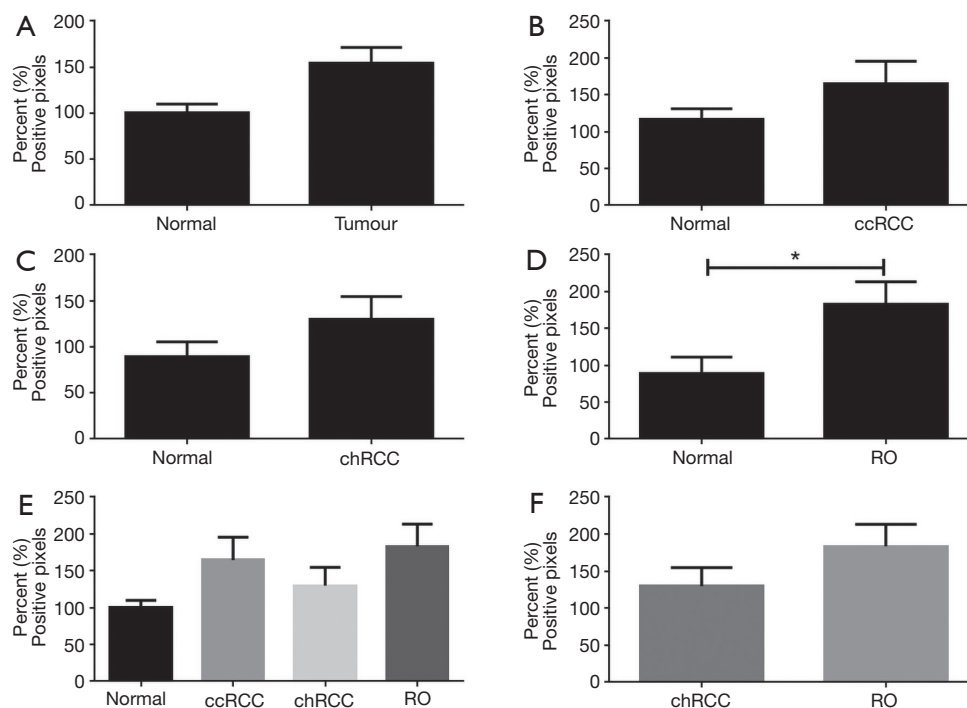 A
Percent (%)
Positive pixels
200
150
100
50
0
Normal Tumour
B
Percent (%)
Positive pixels
250
200
150
100
50
0
Normal ccRCC
C
Percent (%)
Positive pixels
200
150
100
50
0
Normal chRCC
D
Percent (%)
Positive pixels
250
200
150
100
50
0
*
Normal RO
E
Percent (%)
Positive pixels
250
200
150
100
50
0
Normal ccRCC chRCC RO
F
Percent (%)
Positive pixels
250
200
150
100
50
0
chRCC RO